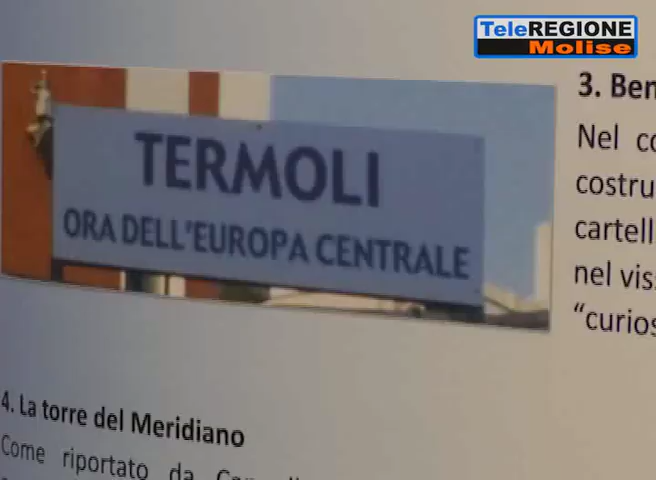 TeleREGIONE
Molise
TERMOLI
ORA DELL'EUROPA CENTRALE
3. Ben
Nel co
costru
cartell
nel vis
"curios
4. La torre del Meridiano
Come riportato da